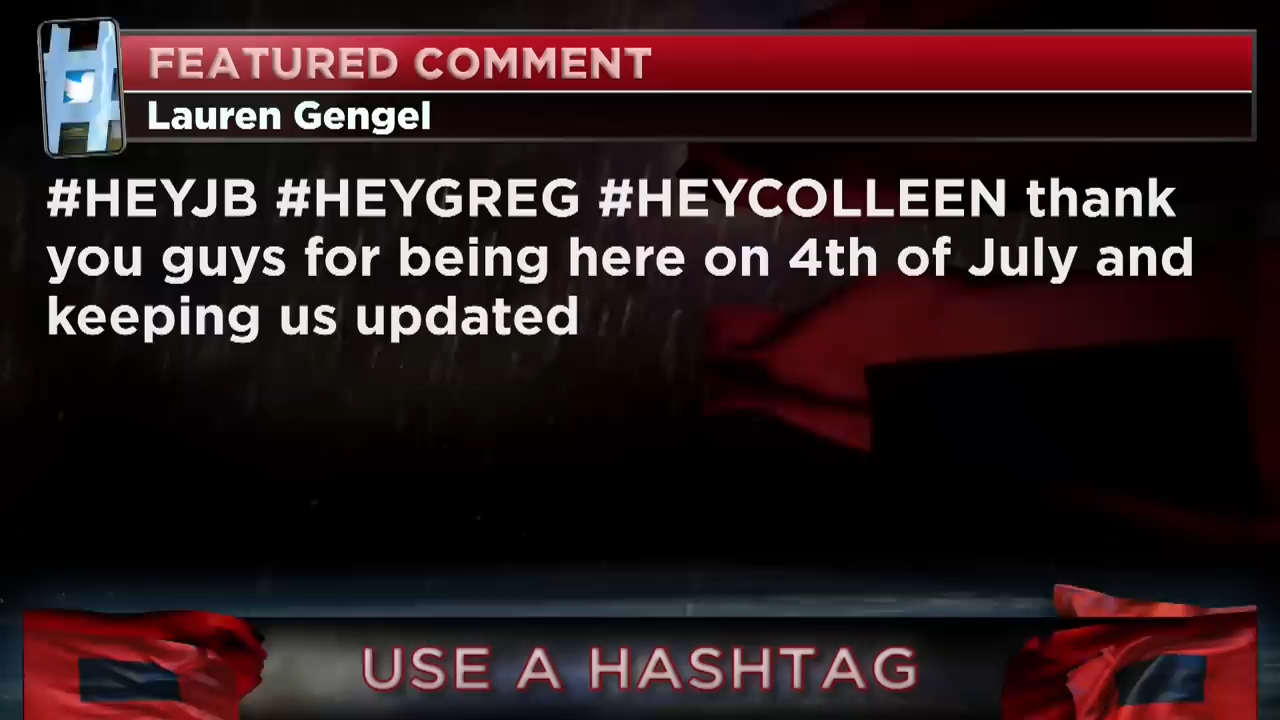 FEATURED COMMENT
Lauren Gengel
#HEYJB #HEYGREG #HEYCOLLEEN thank
you guys for being here on 4th of July and
keeping us updated
USE A HASHTAG